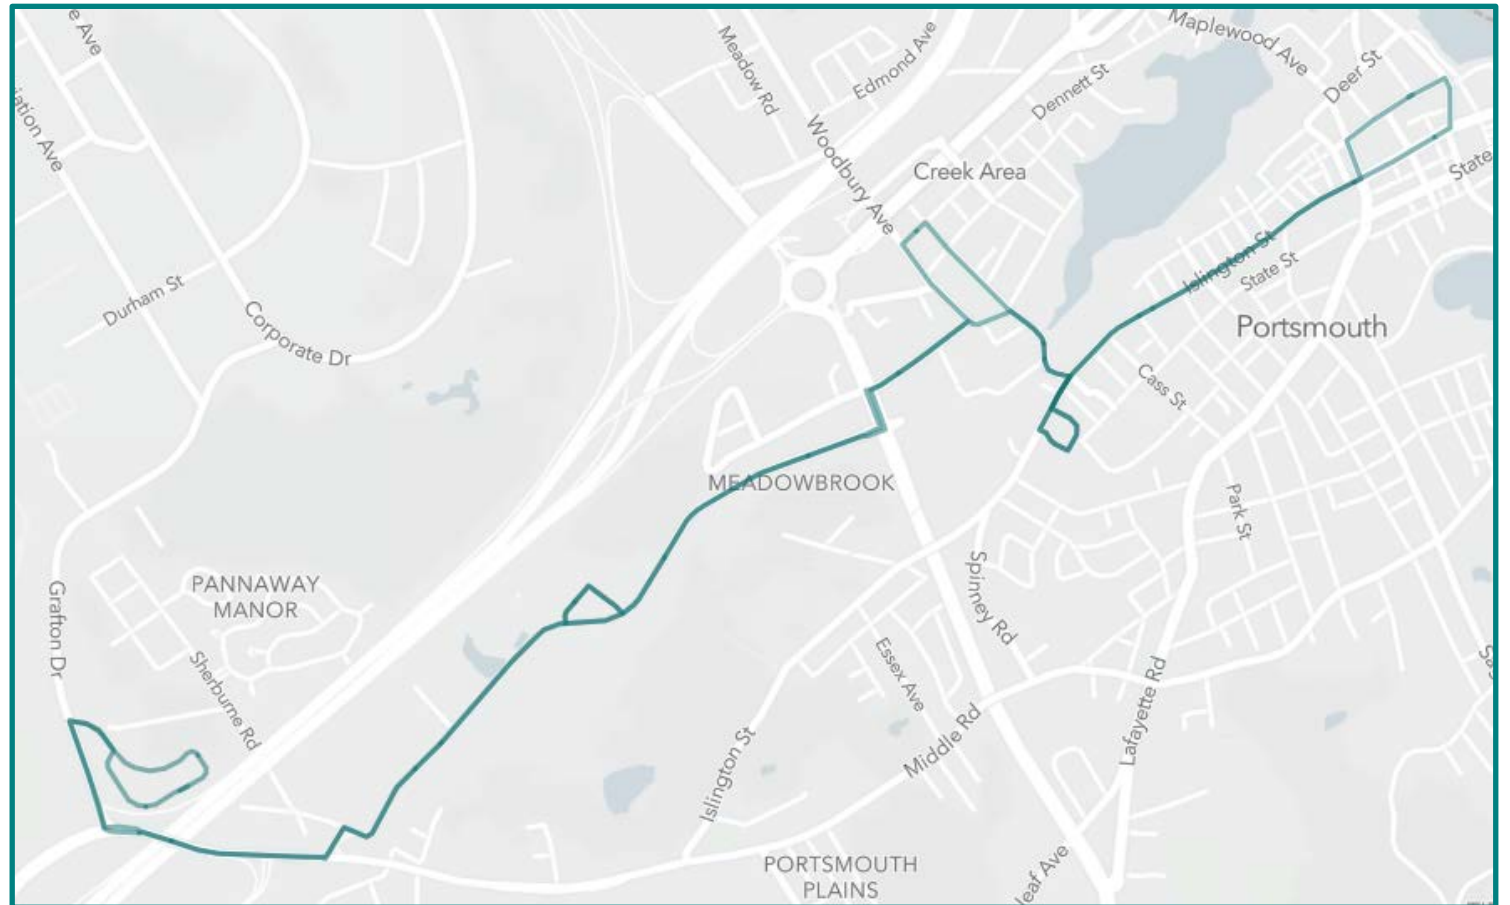 Maplewood Ave
Edmond Ave
Meadow Rd
Deer St
Dennett St
Woodbury Ave
Creek Area
State
Islington St
State St
Durham St
Corporate Dr
Portsmouth
Cass St
MEADOWBROOK
Park St
PANNAWAY
MANOR
Grafton Dr
Spinney Rd
Sherburne Rd
Essex Ave
Lafayette Rd
Middle Rd
Islington St
PORTSMOUTH
PLAINS
leaf Ave
e Ave
iation Ave